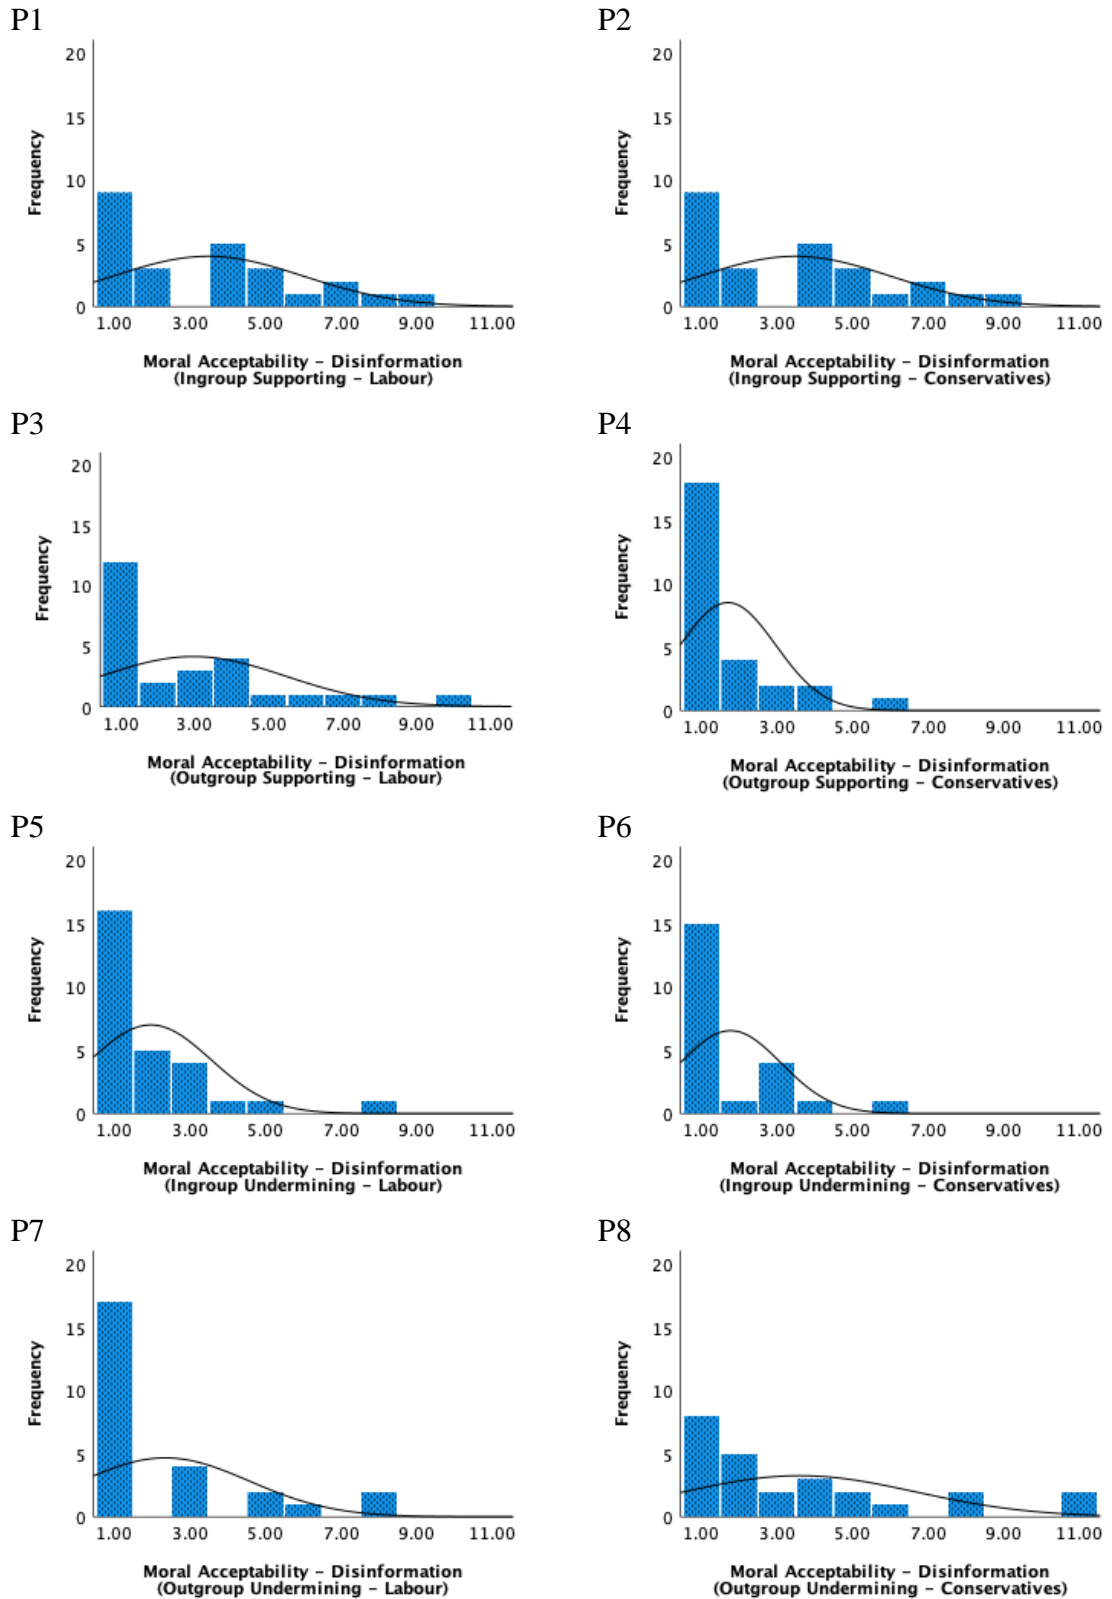 P1
20
15
10
5
0
Frequency
1.00 3.00 5.00 7.00 9.00 11.00
Moral Acceptability – Disinformation
(Ingroup Supporting – Labour)
P2
20
15
10
5
0
Frequency
1.00 3.00 5.00 7.00 9.00 11.00
Moral Acceptability – Disinformation
(Ingroup Supporting – Conservatives)
P3
20
15
10
5
0
Frequency
1.00 3.00 5.00 7.00 9.00 11.00
Moral Acceptability – Disinformation
(Outgroup Supporting – Labour)
P4
20
15
10
5
0
Frequency
1.00 3.00 5.00 7.00 9.00 11.00
Moral Acceptability – Disinformation
(Outgroup Supporting – Conservatives)
P5
20
15
10
5
0
Frequency
1.00 3.00 5.00 7.00 9.00 11.00
Moral Acceptability – Disinformation
(Ingroup Undermining – Labour)
P6
20
15
10
5
0
Frequency
1.00 3.00 5.00 7.00 9.00 11.00
Moral Acceptability – Disinformation
(Ingroup Undermining – Conservatives)
P7
20
15
10
5
0
Frequency
1.00 3.00 5.00 7.00 9.00 11.00
Moral Acceptability – Disinformation
(Outgroup Undermining – Labour)
P8
20
15
10
5
0
Frequency
1.00 3.00 5.00 7.00 9.00 11.00
Moral Acceptability – Disinformation
(Outgroup Undermining – Conservatives)